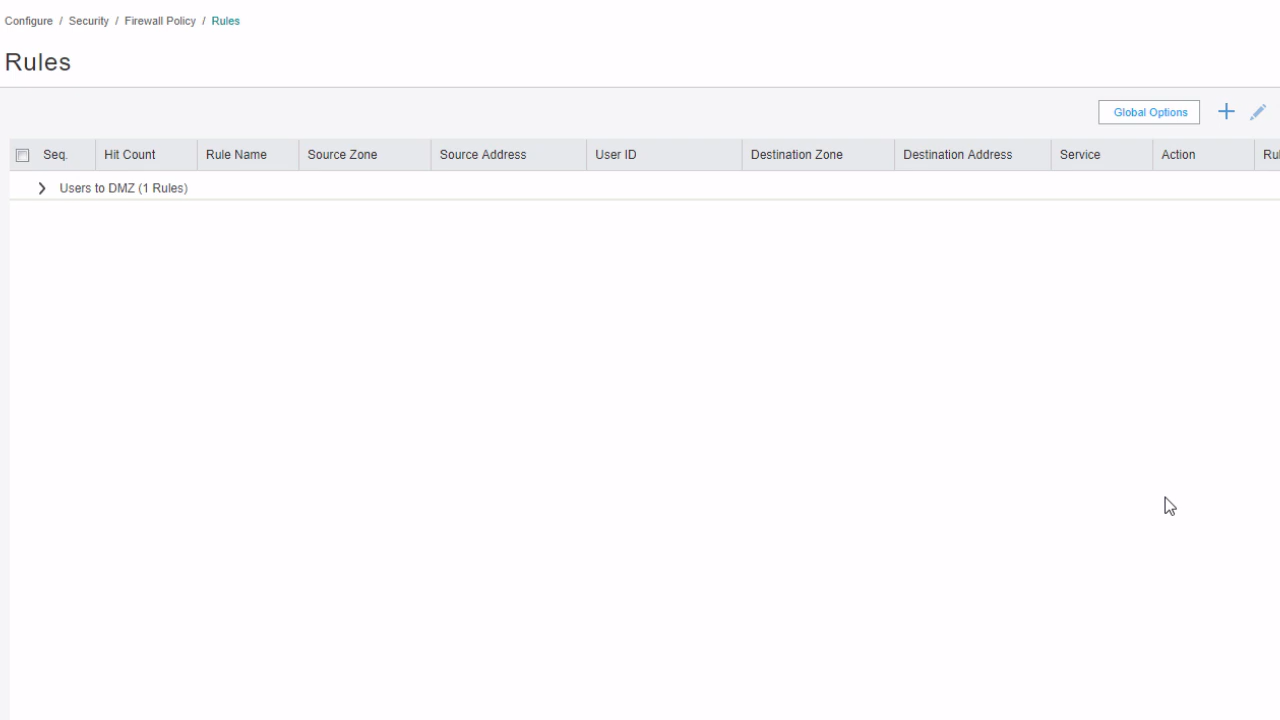 Configure / Security / Firewall Policy / Rules
Rules
Global Options
Seq. Hit Count Rule Name Source Zone Source Address User ID Destination Zone Destination Address Service Action
Users to DMZ (1 Rules)